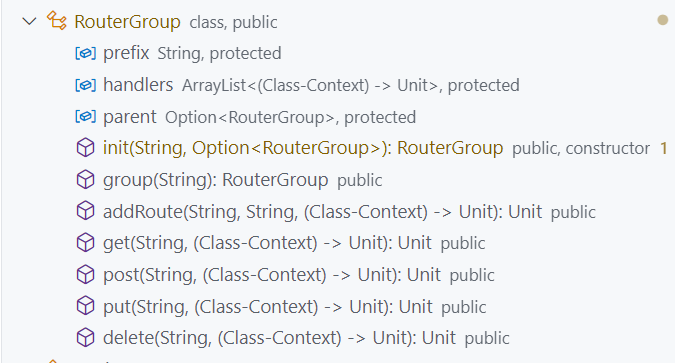 RouterGroup class, public
prefix String, protected
handlers ArrayList<(Class-Context) -> Unit>, protected
parent Option<RouterGroup>, protected
init(String, Option<RouterGroup>): RouterGroup public, constructor 1
group(String): RouterGroup public
addRoute(String, String, (Class-Context) -> Unit): Unit public
get(String, (Class-Context) -> Unit): Unit public
post(String, (Class-Context) -> Unit): Unit public
put(String, (Class-Context) -> Unit): Unit public
delete(String, (Class-Context) -> Unit): Unit public